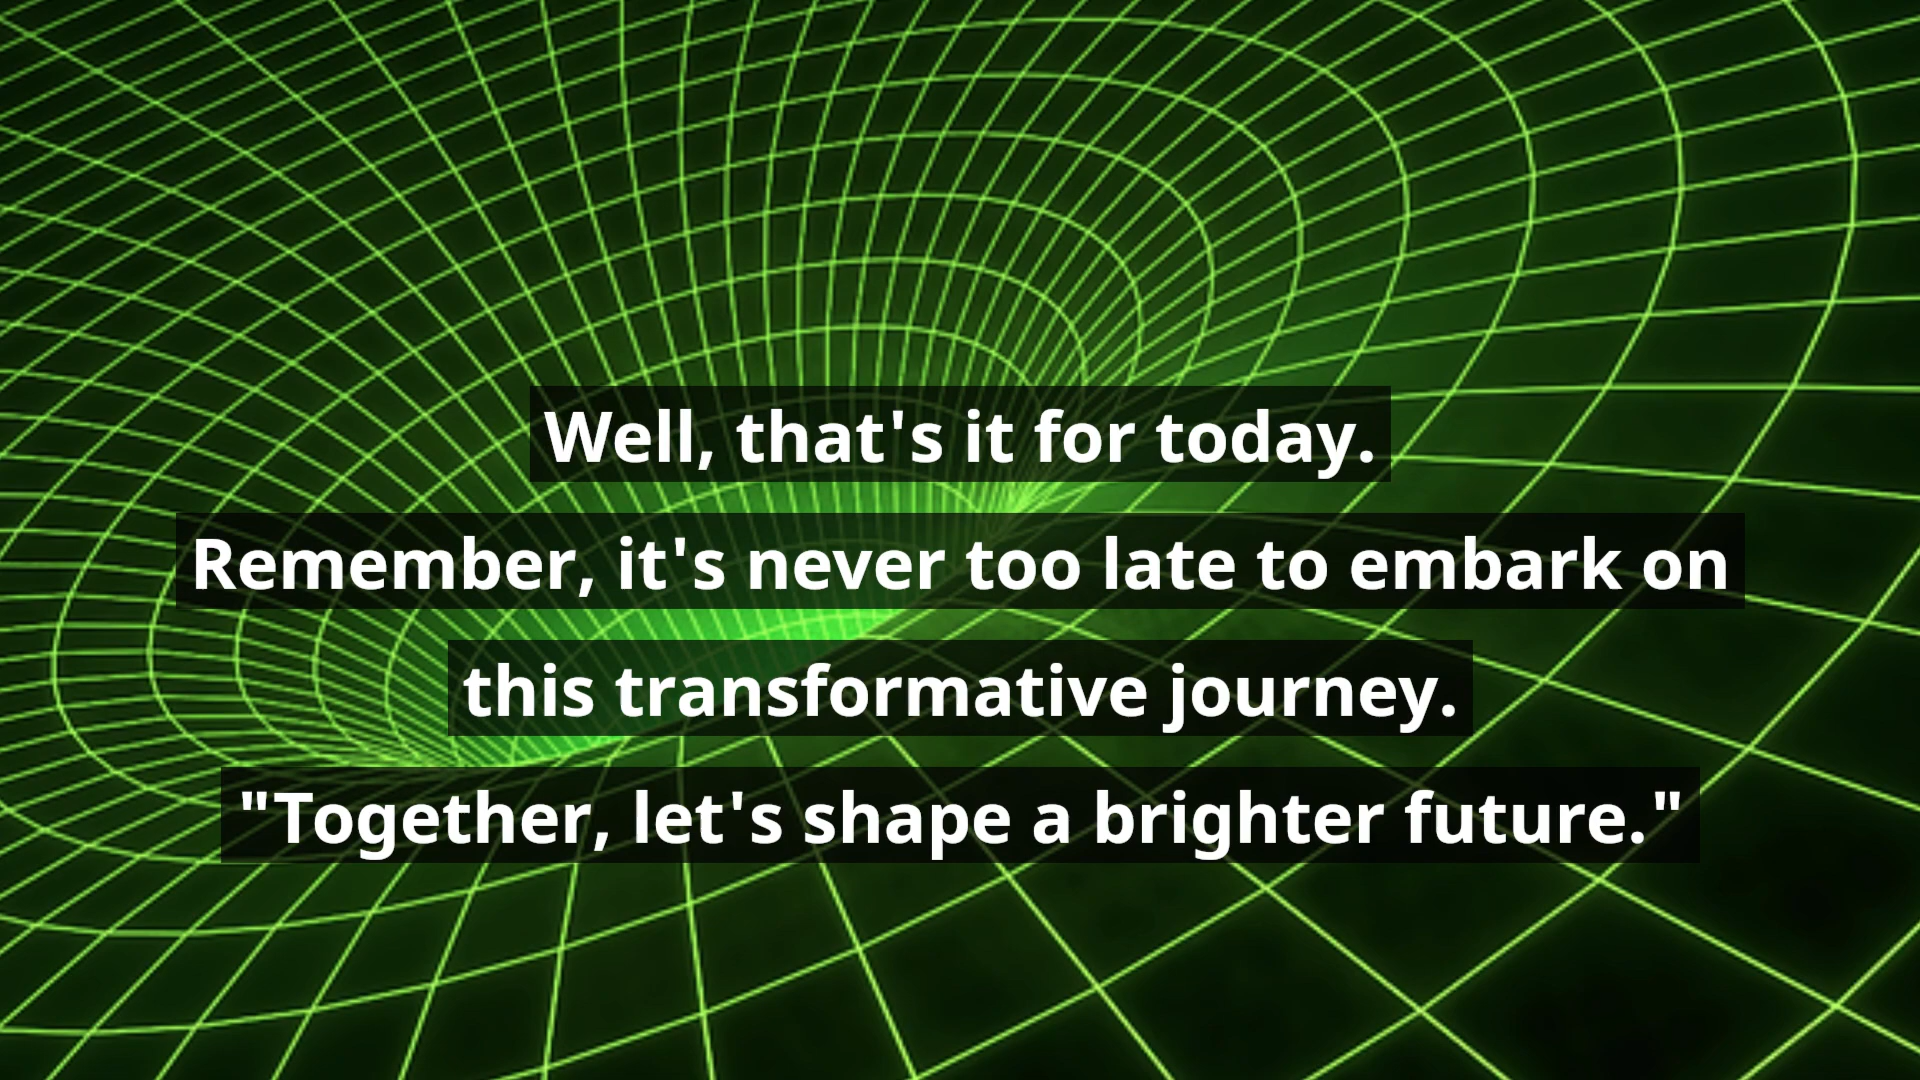 Well, that's it for today.
Remember, it's never too late to embark on
this transformative journey.
"Together, let's shape a brighter future."